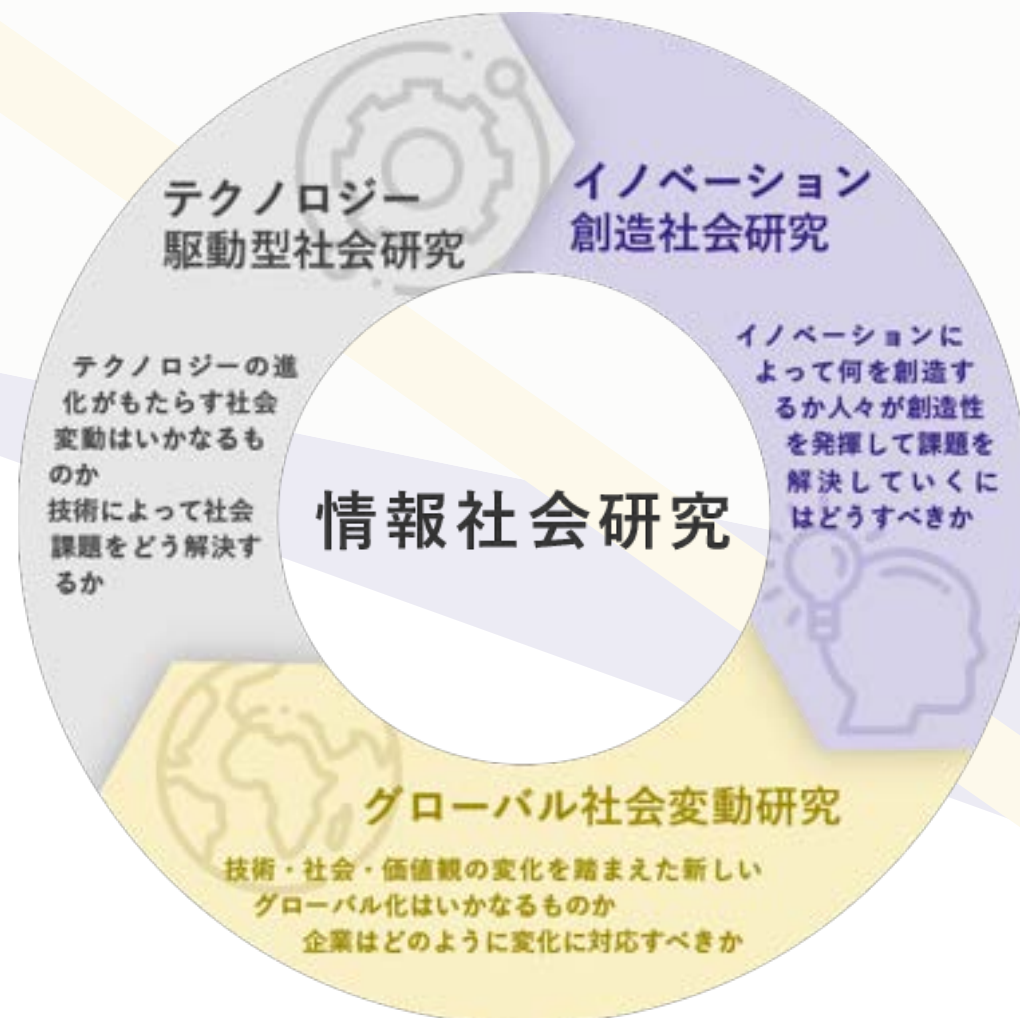 テクノロジー
駆動型社会研究
テクノロジーの進
化がもたらす社会
変動はいかなるも
のか
技術によって社会
課題をどう解決す
るか
イノベーション
創造社会研究
イノベーションに
よって何を創造す
るか人々が創造性
を発揮して課題を
解決していくに
はどうすべきか
情報社会研究
グローバル社会変動研究
技術・社会・価値観の変化を踏まえた新しい
グローバル化はいかなるものか
企業はどのように変化に対応すべきか